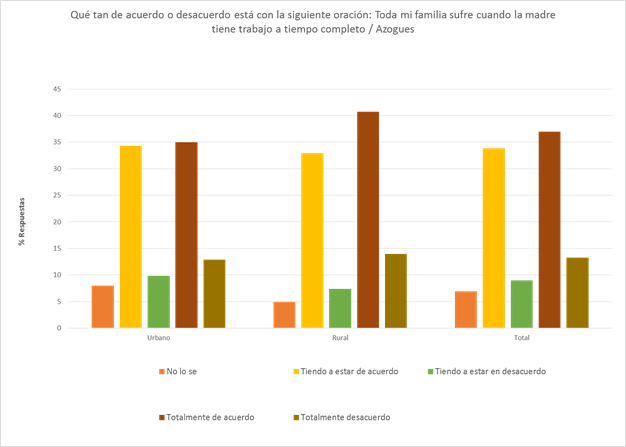 Qué tan de acuerdo o desacuerdo está con la siguiente oración: Toda mi familia sufre cuando la madre
tiene trabajo a tiempo completo / Azogues
45
40
35
30
25
20
15
10
5
0
% Respuestas
Urbano Rural Total
No lo se Tiendo a estar de acuerdo Tiendo a estar en desacuerdo
Totalmente de acuerdo Totalmente desacuerdo